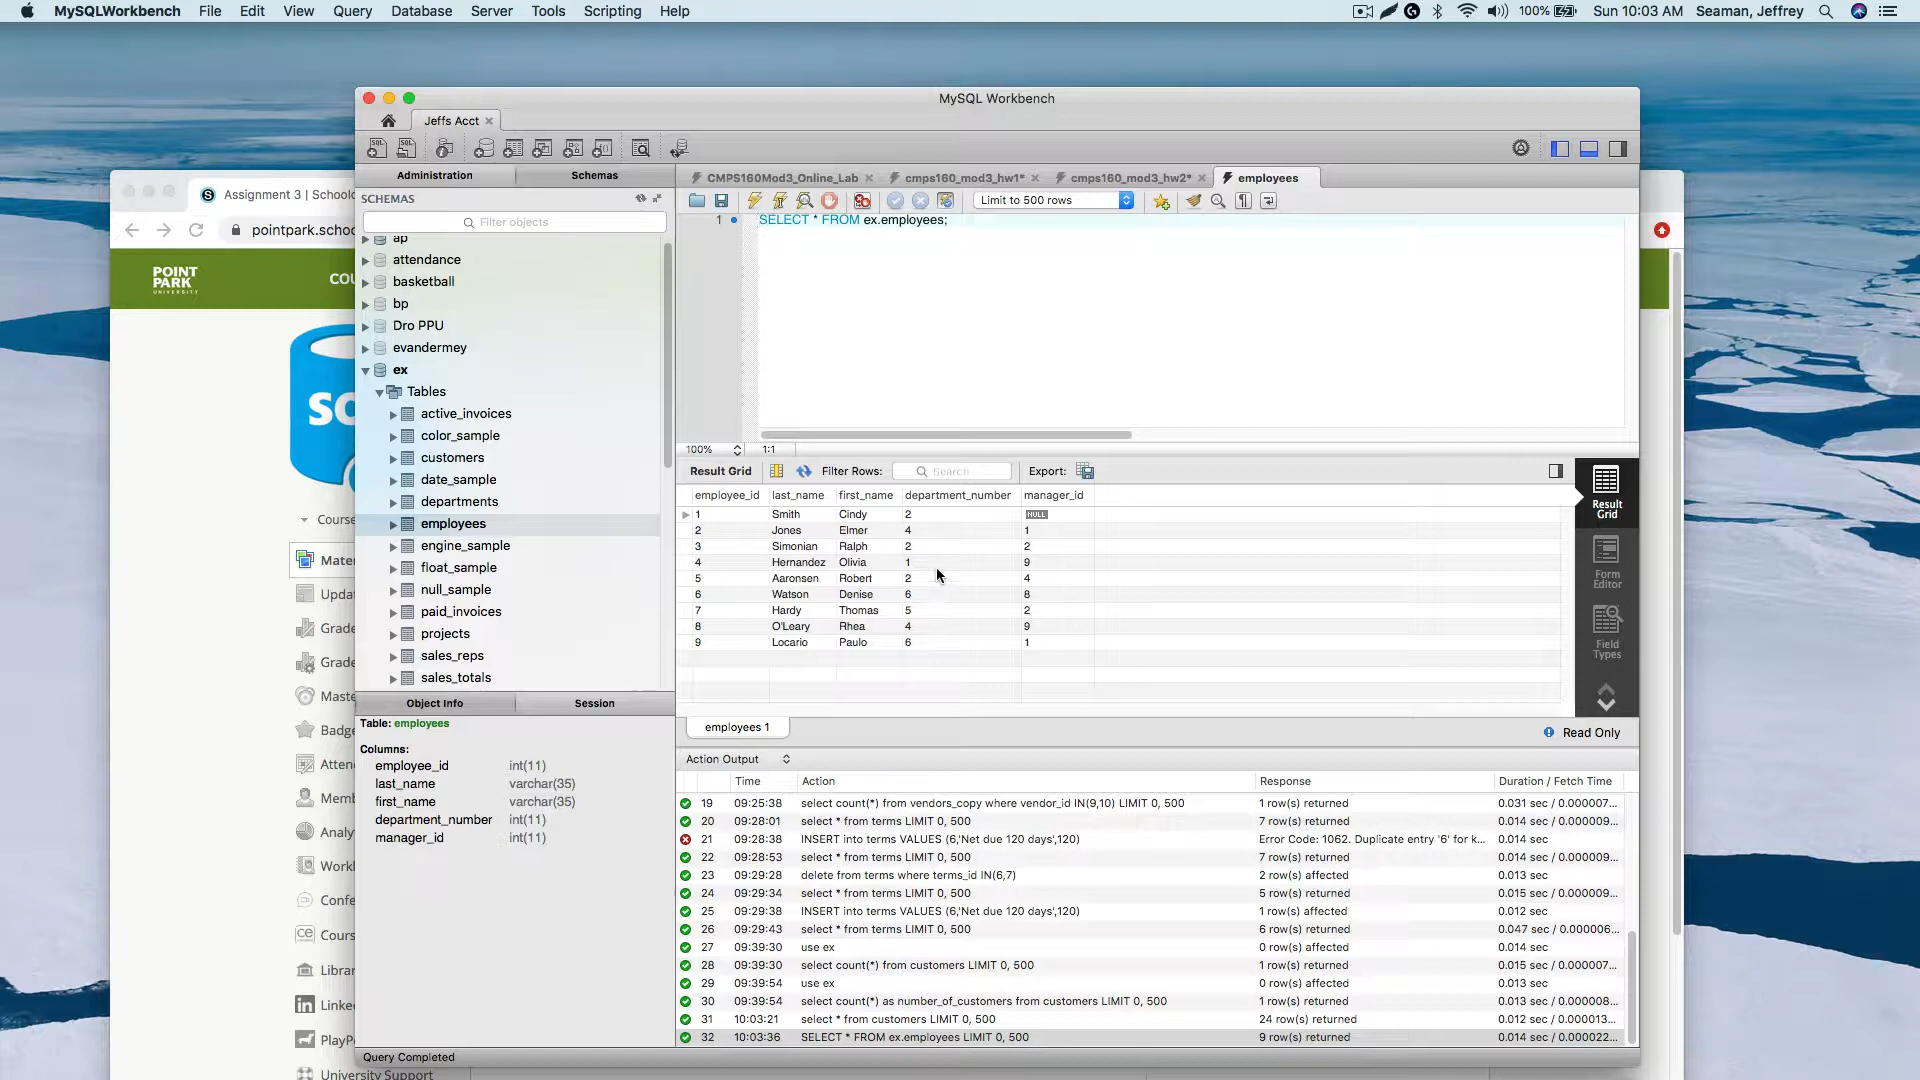 MySQLWorkbench File Edit View Query Database Server Tools Scripting Help 100% Sun 10:03 AM Seaman, Jeffrey
MySQL Workbench
Jeffs Acct
Administration Schemas
CMPS160Mod3_Online_Lab cmps160_mod3_hw1* cmps160_mod3_hw2* employees
SCHEMAS
Filter objects
Limit to 500 rows
1 SELECT * FROM ex.employees;
Assignment 3 | Schoolo
pointpark.schoo
POINT
PARK
UNIVERSITY
COU
SC
Course
Mater
Updat
Grade
Grade
Maste
Badge
Atten
Memb
Analy
Workl
Confe
Cours
Librar
Linke
PlayPo
University Support
ap
attendance
basketball
bp
Dro PPU
evandermey
ex
Tables
active_invoices
color_sample
customers
date_sample
departments
employees
engine_sample
float_sample
null_sample
paid_invoices
projects
sales_reps
sales_totals
Object Info Session
Table: employees
Columns:
employee_id int(11)
last_name varchar(35)
first_name varchar(35)
department_number int(11)
manager_id int(11)
Query Completed
100% 1:1
Result Grid Filter Rows: Search Export:
employee_id last_name first_name department_number manager_id
1 Smith Cindy 2 NULL
2 Jones Elmer 4 1
3 Simonian Ralph 2 2
4 Hernandez Olivia 1 9
5 Aaronsen Robert 2 4
6 Watson Denise 6 8
7 Hardy Thomas 5 2
8 O'Leary Rhea 4 9
9 Locario Paulo 6 1
Result
Grid
Form
Editor
Field
Types
employees 1 Read Only
Action Output
Time Action Response Duration / Fetch Time
19 09:25:38 select count(*) from vendors_copy where vendor_id IN(9,10) LIMIT 0, 500 1 row(s) returned 0.031 sec / 0.000007...
20 09:28:01 select * from terms LIMIT 0, 500 7 row(s) returned 0.014 sec / 0.000009...
21 09:28:38 INSERT into terms VALUES (6,'Net due 120 days',120) Error Code: 1062. Duplicate entry '6' for k... 0.014 sec
22 09:28:53 select * from terms LIMIT 0, 500 7 row(s) returned 0.014 sec / 0.000009...
23 09:29:28 delete from terms where terms_id IN(6,7) 2 row(s) affected 0.013 sec
24 09:29:34 select * from terms LIMIT 0, 500 5 row(s) returned 0.015 sec / 0.000009...
25 09:29:38 INSERT into terms VALUES (6,'Net due 120 days',120) 1 row(s) affected 0.012 sec
26 09:29:43 select * from terms LIMIT 0, 500 6 row(s) returned 0.047 sec / 0.000006...
27 09:39:30 use ex 0 row(s) affected 0.014 sec
28 09:39:30 select count(*) from customers LIMIT 0, 500 1 row(s) returned 0.015 sec / 0.000007...
29 09:39:54 use ex 0 row(s) affected 0.013 sec
30 09:39:54 select count(*) as number_of_customers from customers LIMIT 0, 500 1 row(s) returned 0.013 sec / 0.000008...
31 10:03:21 select * from customers LIMIT 0, 500 24 row(s) returned 0.012 sec / 0.000013...
32 10:03:36 SELECT * FROM ex.employees LIMIT 0, 500 9 row(s) returned 0.014 sec / 0.000022...